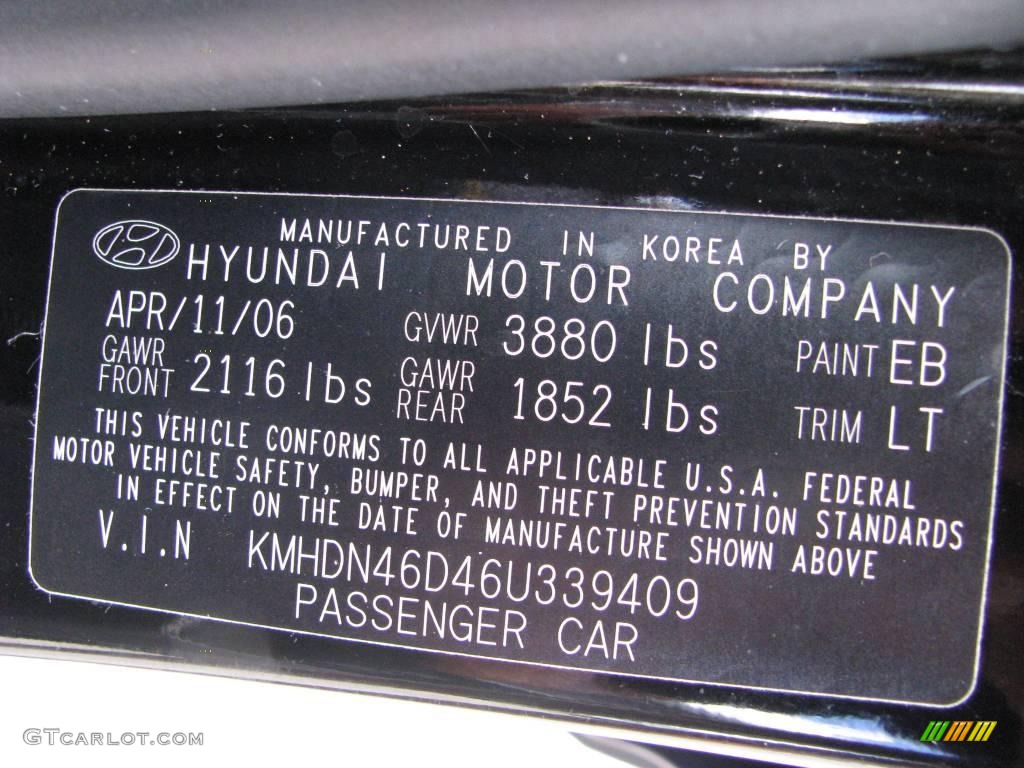 MANUFACTURED IN KOREA BY
HYUNDAI MOTOR COMPANY
APR/11/06 GVWR 3880 lbs PAINT EB
GAWR FRONT 2116 lbs GAWR REAR 1852 lbs TRIM LT
THIS VEHICLE CONFORMS TO ALL APPLICABLE U.S.A. FEDERAL
MOTOR VEHICLE SAFETY, BUMPER, AND THEFT PREVENTION STANDARDS
IN EFFECT ON THE DATE OF MANUFACTURE SHOWN ABOVE
V.I.N KMHDN46D46U339409
PASSENGER CAR
GTCARLOT.COM